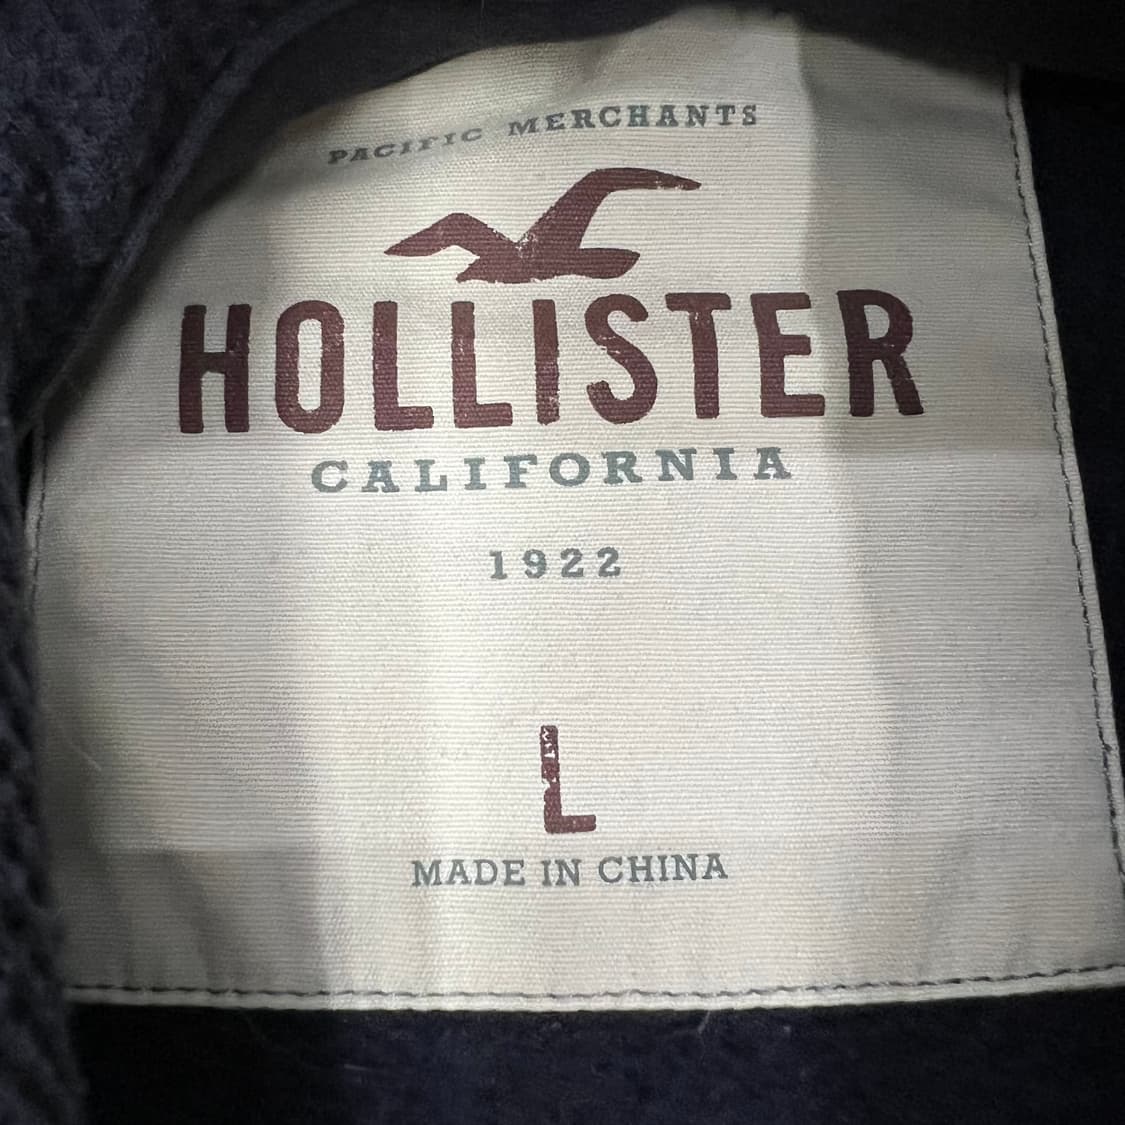 PACIFIC MERCHANTS
HOLLISTER
CALIFORNIA
1922
L
MADE IN CHINA